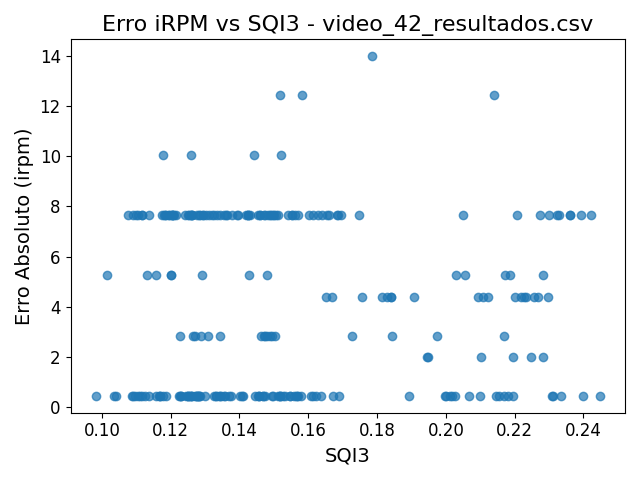 Erro iRPM vs SQI3 - video_42_resultados.csv
Erro Absoluto (irpm)
14
12
10
8
6
4
2
0
0.10 0.12 0.14 0.16 0.18 0.20 0.22 0.24
SQI3